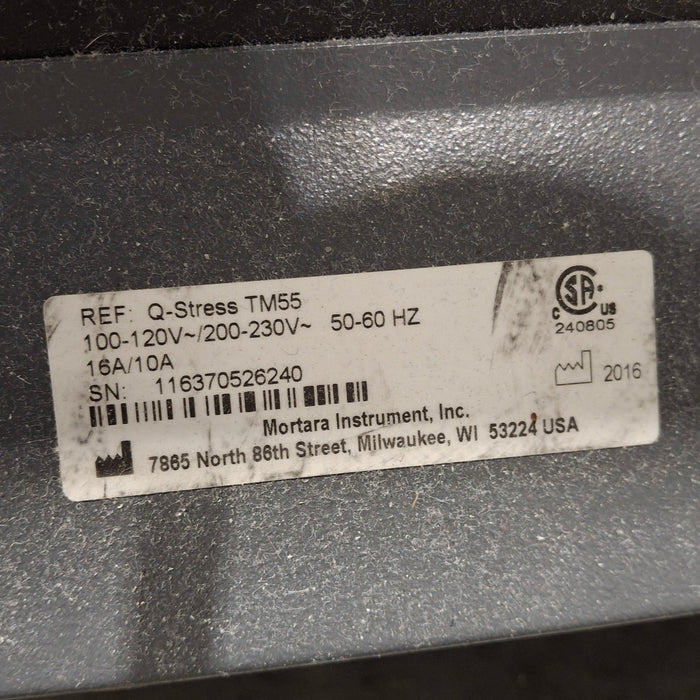 REF: Q-Stress TM55
100-120V~/200-230V~ 50-60 HZ
16A/10A
SN: 116370526240
Mortara Instrument, Inc.
7865 North 86th Street, Milwaukee, WI 53224 USA
CSA
C US
240805
2016